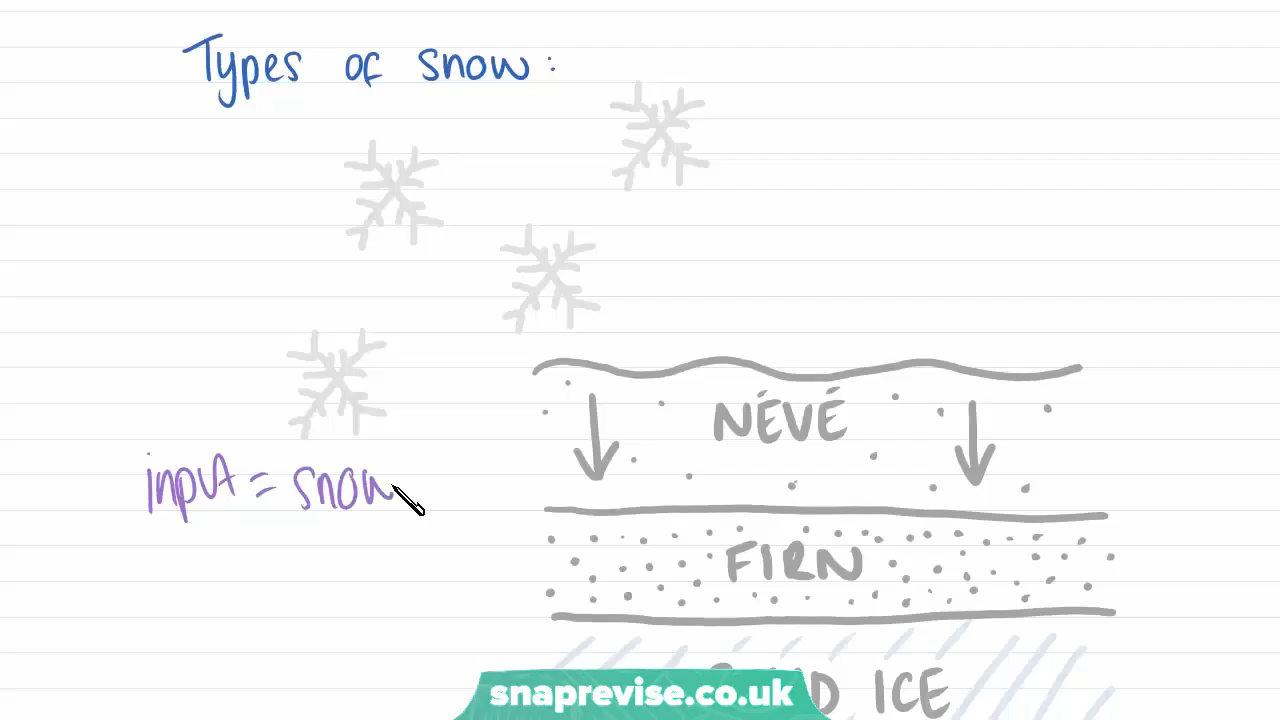 Types of snow:
NÉVÉ
input = snow
FIRN
ICE
snaprevise.co.uk